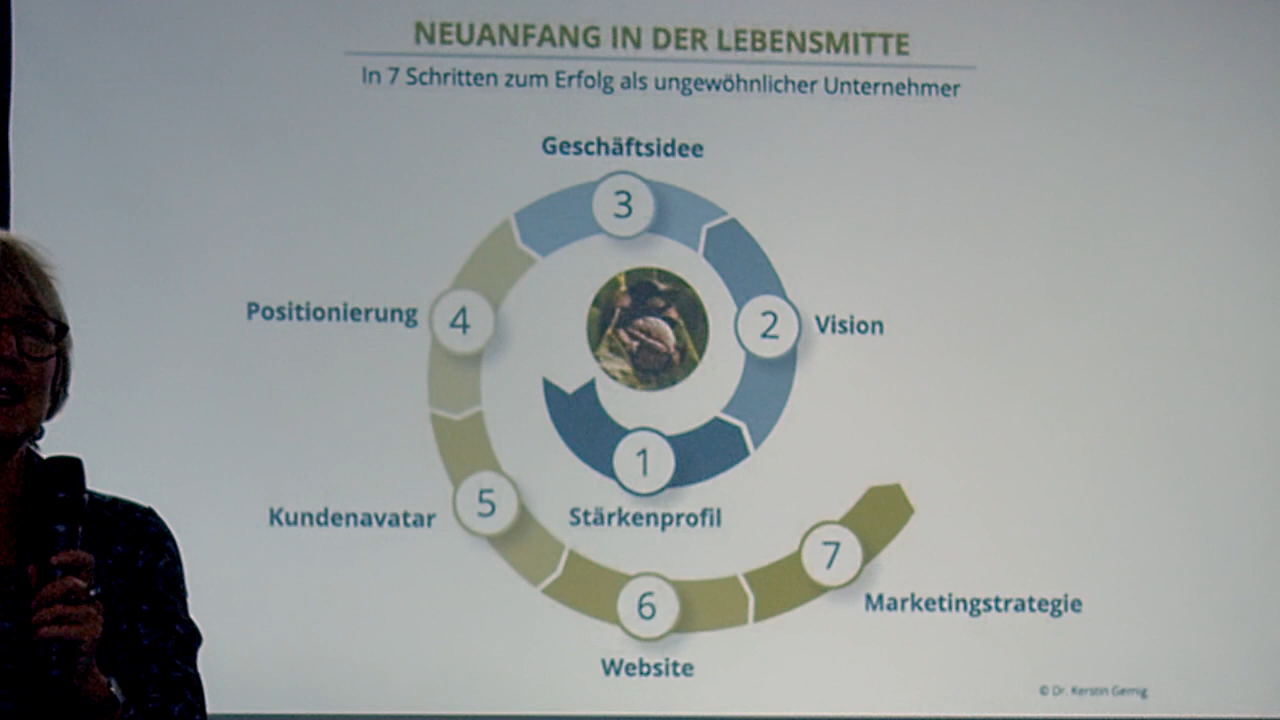 NEUANFANG IN DER LEBENSMITTE
In 7 Schritten zum Erfolg als ungewöhnlicher Unternehmer
Geschäftsidee
3
Positionierung
4
2
Vision
1
Stärkenprofil
Kundenavatar
5
6
Website
7
Marketingstrategie
© Dr. Kerstin Gernig